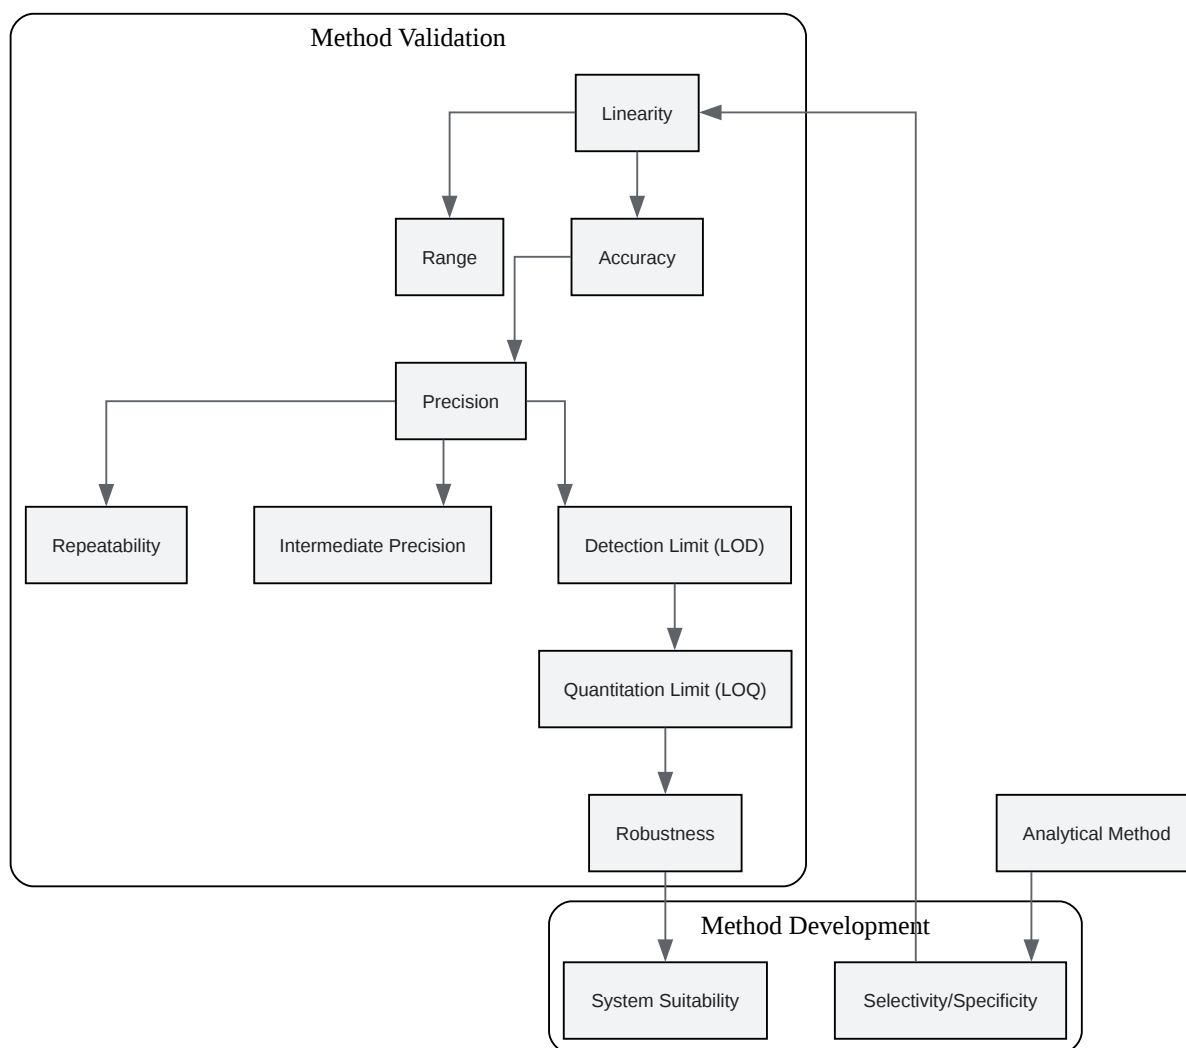 Method Validation
Linearity
Range
Accuracy
Precision
Repeatability
Intermediate Precision
Detection Limit (LOD)
Quantitation Limit (LOQ)
Robustness
Analytical Method
Method Development
System Suitability
Selectivity/Specificity